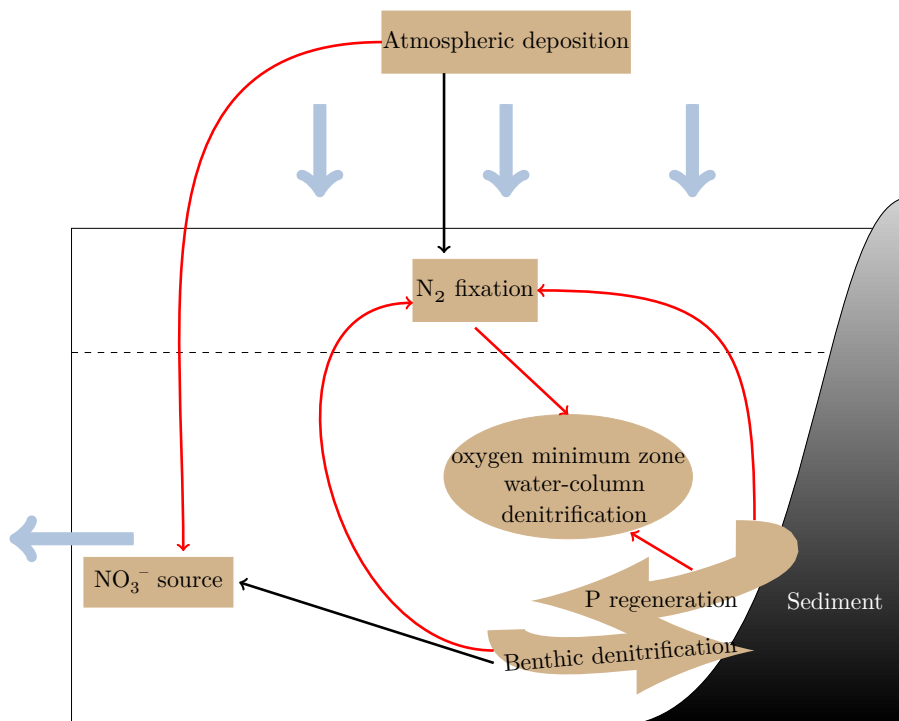 Atmospheric deposition
N₂ fixation
oxygen minimum zone
water-column
denitrification
NO₃⁻ source
P regeneration
Sediment
Benthic denitrification